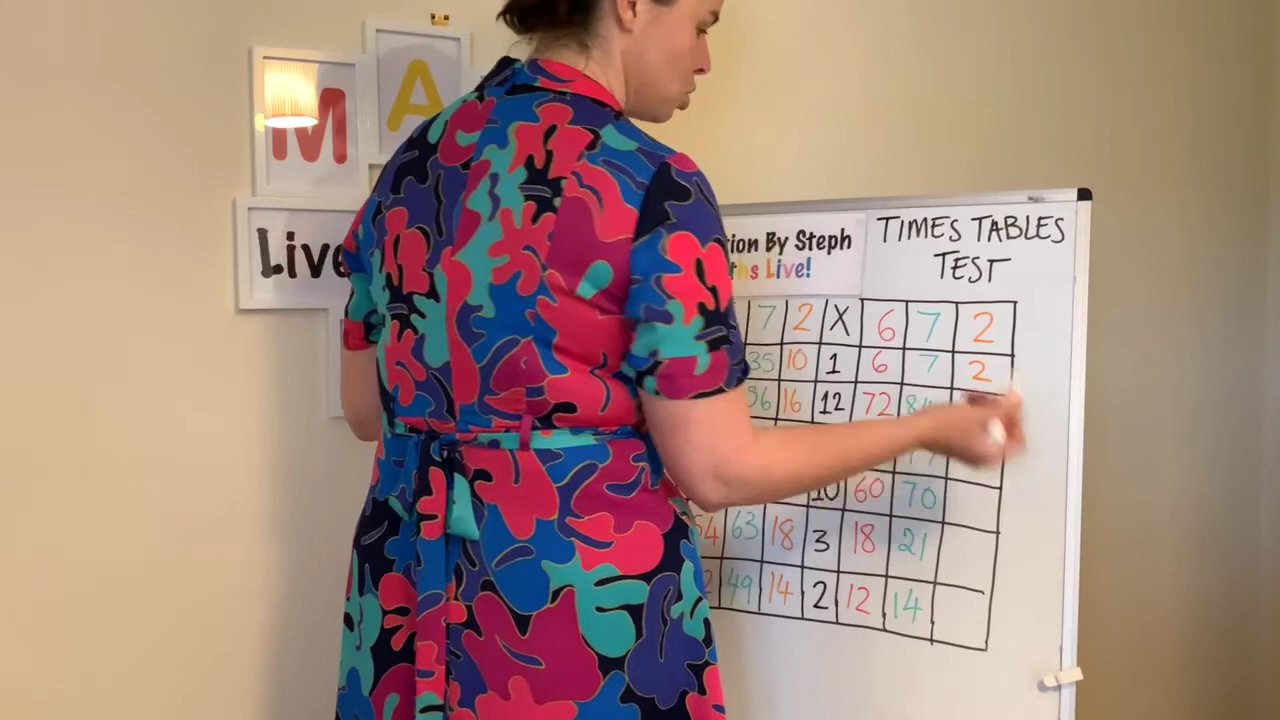 M A
Live
tion By Steph
ths Live!
TIMES TABLES
TEST
7 2 X 6 7 2
35 10 1 6 7 2
56 16 12 72
10 60 70
54 63 18 3 18 21
49 14 2 12 14